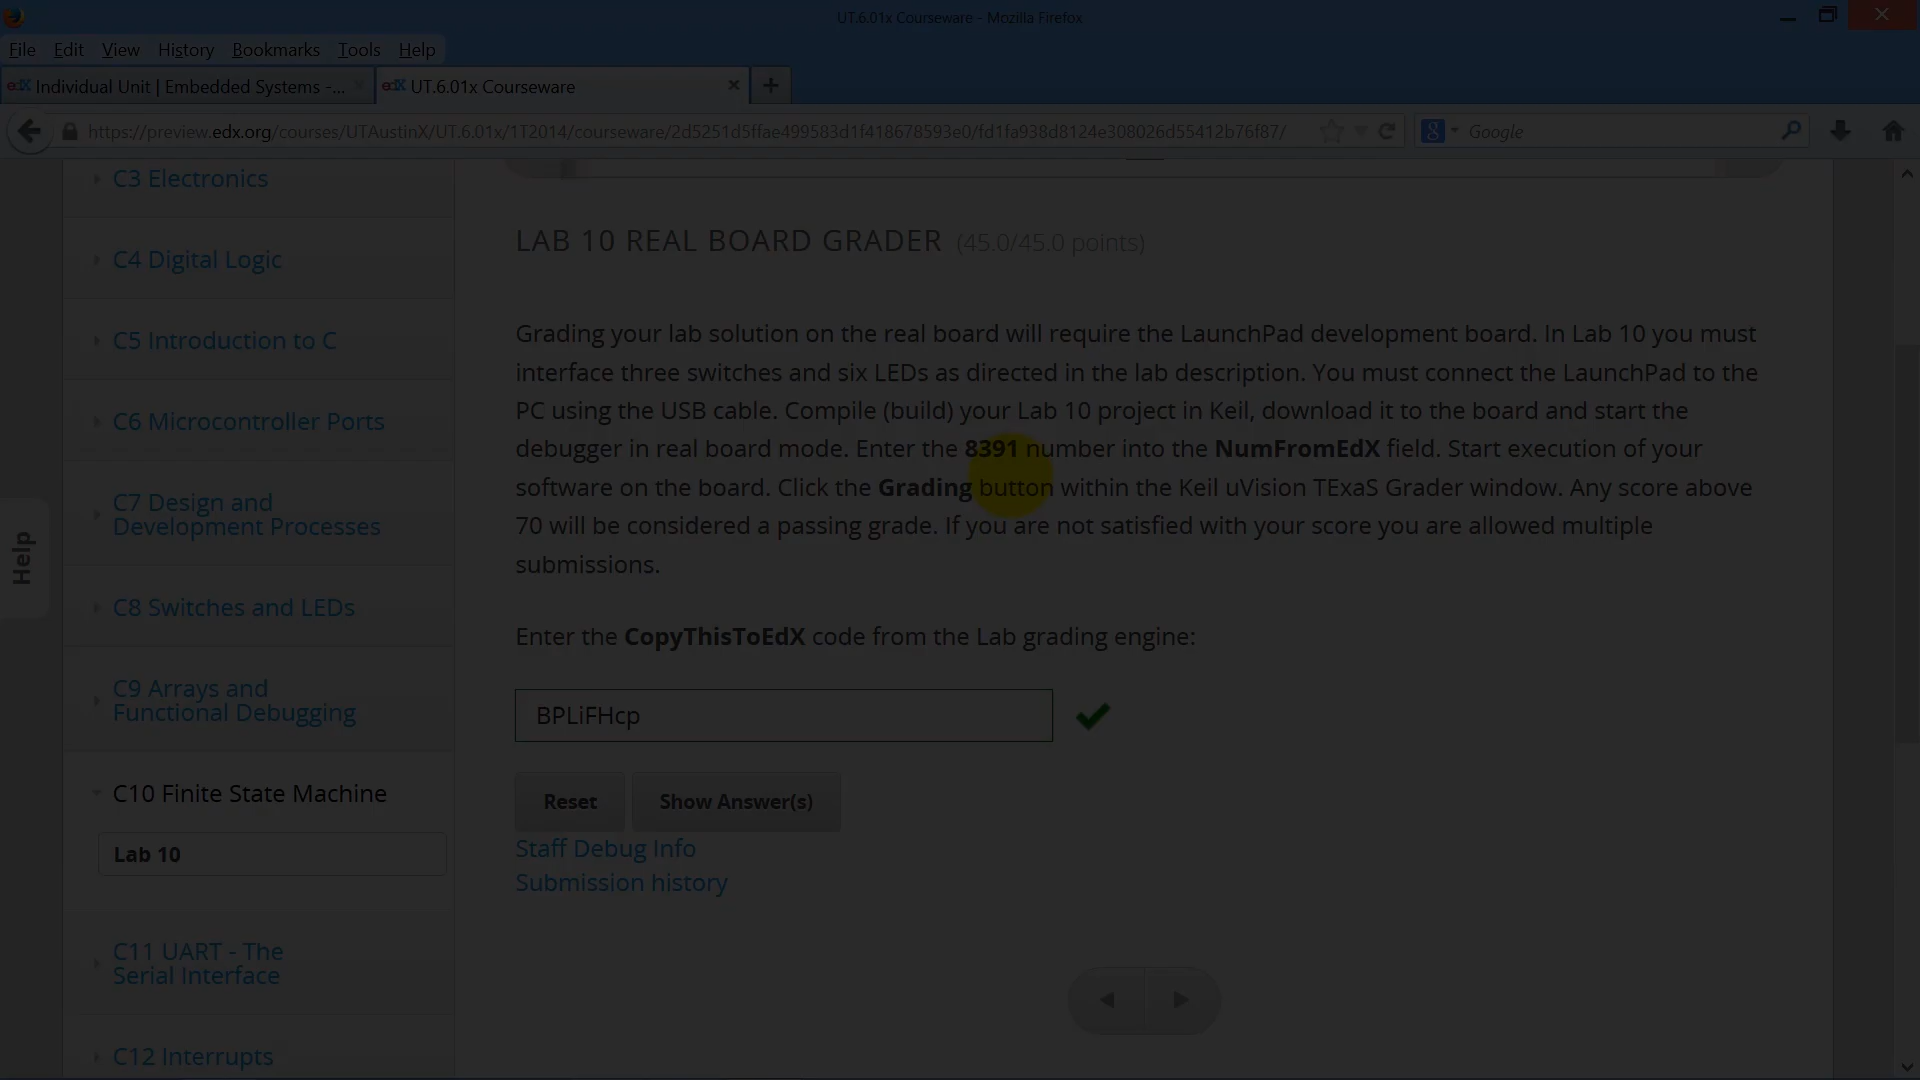 UT.6.01x Courseware - Mozilla Firefox
File Edit View History Bookmarks Tools Help
edX Individual Unit | Embedded Systems -...
edX UT.6.01x Courseware
https://preview.edx.org/courses/UTAustinX/UT.6.01x/1T2014/courseware/2d5251d5ffae499583d1f418678593e0/fd1fa938d8124e308026d55412b76f87/
Google
C3 Electronics
C4 Digital Logic
C5 Introduction to C
C6 Microcontroller Ports
C7 Design and
Development Processes
C8 Switches and LEDs
C9 Arrays and
Functional Debugging
C10 Finite State Machine
Lab 10
C11 UART - The
Serial Interface
C12 Interrupts
Help
LAB 10 REAL BOARD GRADER (45.0/45.0 points)
Grading your lab solution on the real board will require the LaunchPad development board. In Lab 10 you must
interface three switches and six LEDs as directed in the lab description. You must connect the LaunchPad to the
PC using the USB cable. Compile (build) your Lab 10 project in Keil, download it to the board and start the
debugger in real board mode. Enter the 8391 number into the NumFromEdX field. Start execution of your
software on the board. Click the Grading button within the Keil uVision TExaS Grader window. Any score above
70 will be considered a passing grade. If you are not satisfied with your score you are allowed multiple
submissions.
Enter the CopyThisToEdX code from the Lab grading engine:
BPLiFHcp
Reset
Show Answer(s)
Staff Debug Info
Submission history